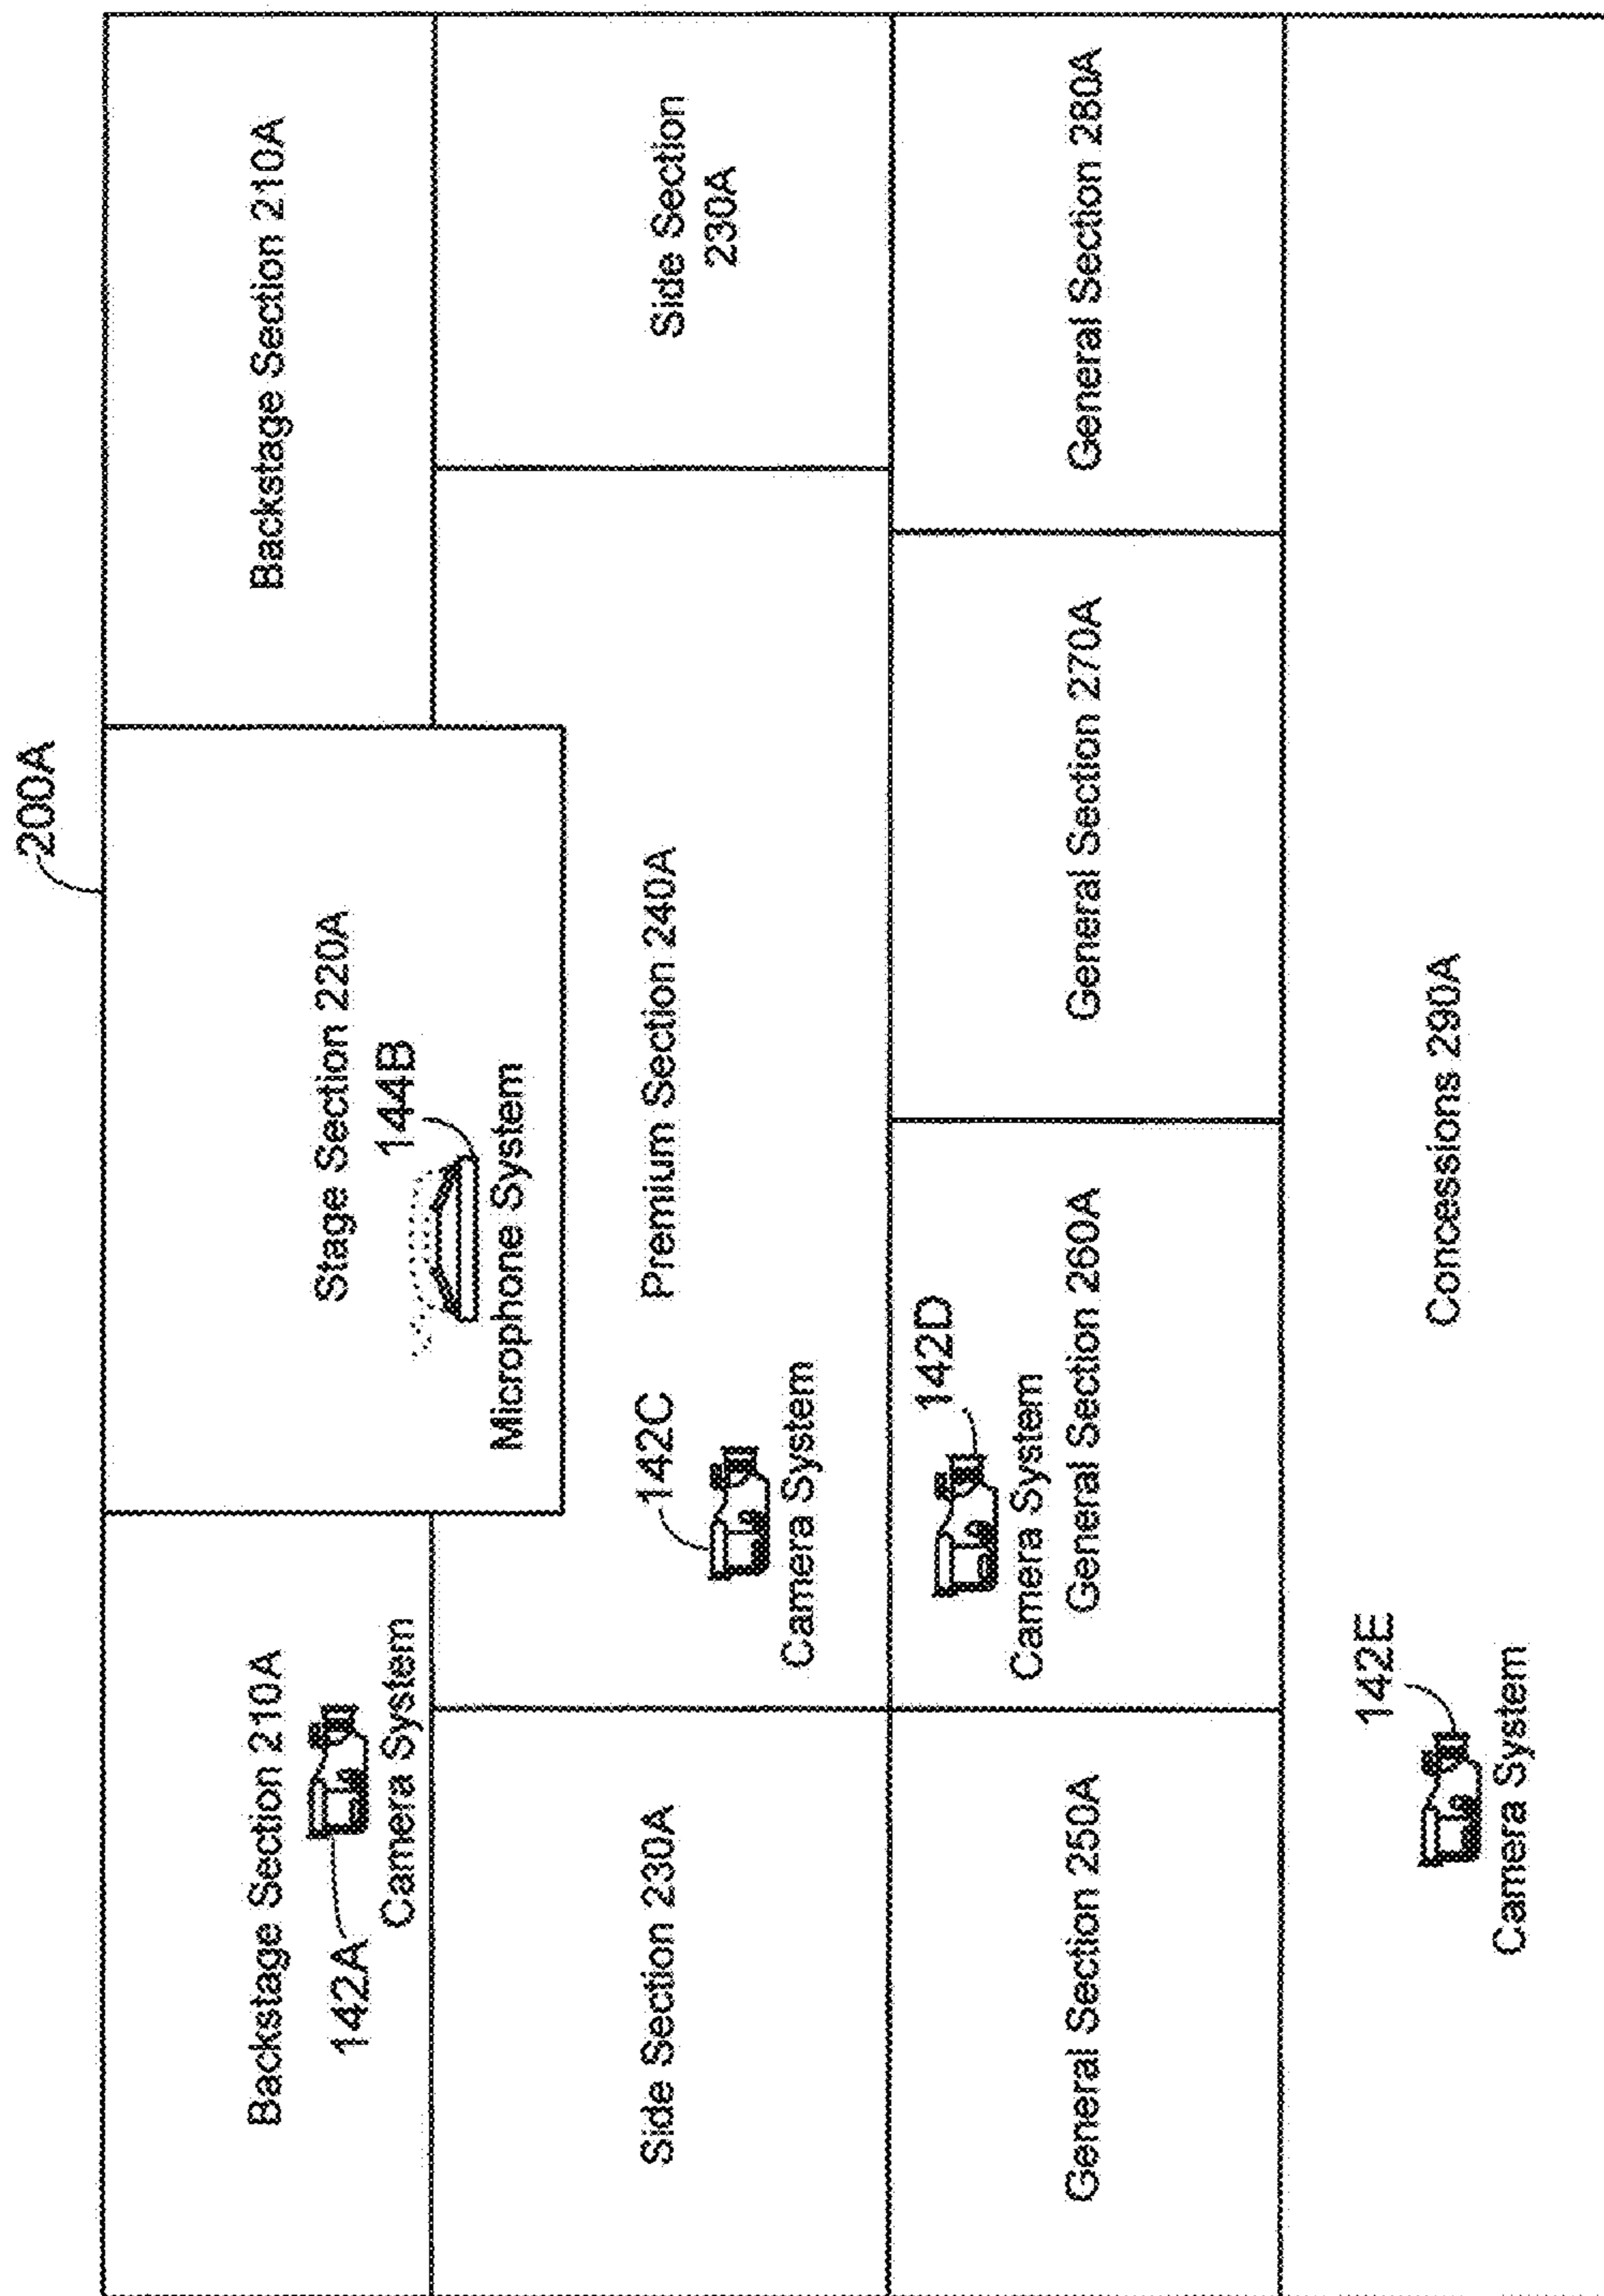 200A
Backstage Section 210A
142A
Camera System
Stage Section 220A
144B
Microphone System
Backstage Section 210A
Side Section 230A
Premium Section 240A
142C
Camera System
Side Section
230A
General Section 250A
142D
Camera System
General Section 260A
General Section 270A
General Section 280A
142E
Camera System
Concessions 290A